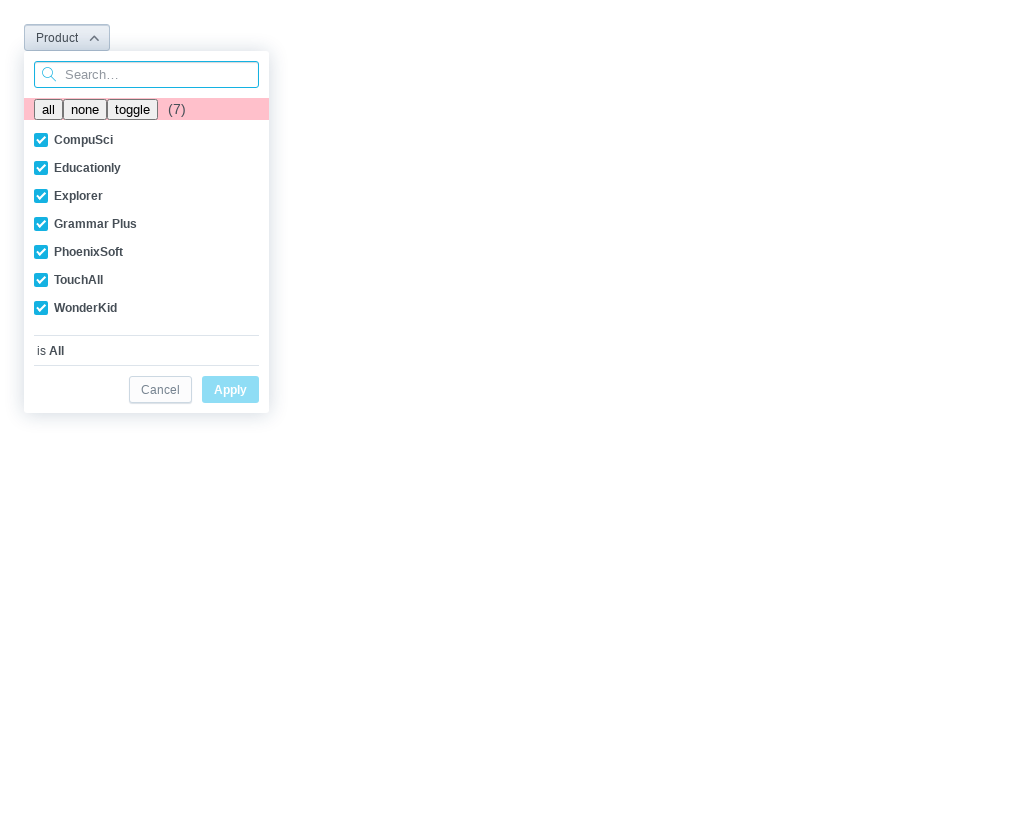 Product
Search…
all none toggle (7)
CompuSci
Educationly
Explorer
Grammar Plus
PhoenixSoft
TouchAll
WonderKid
is All
Cancel Apply